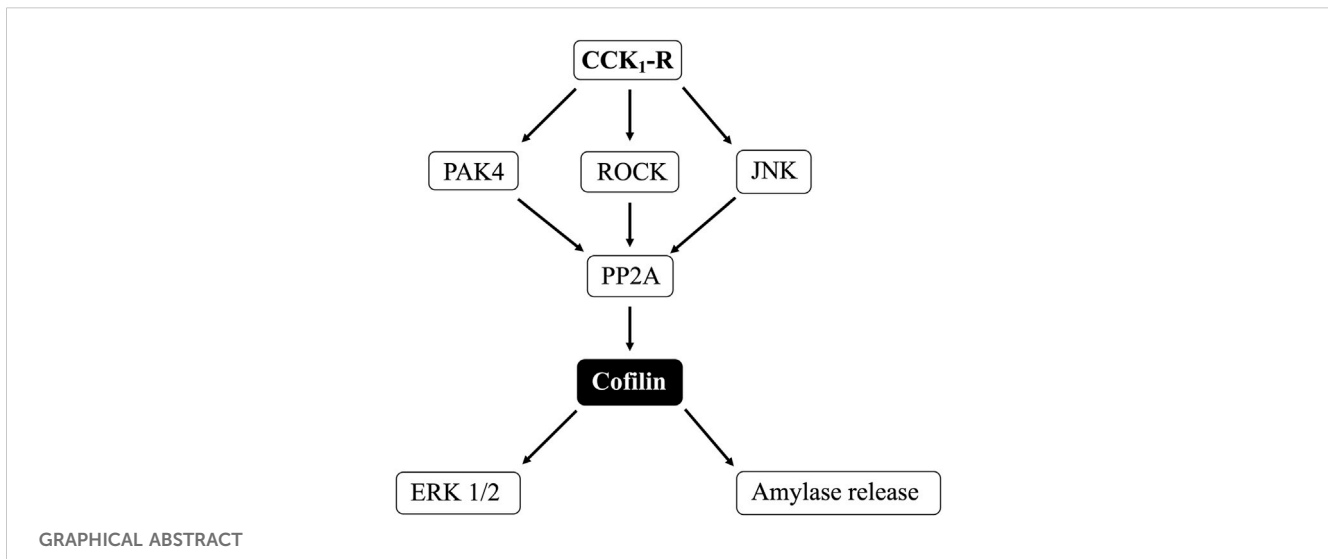 CCK₁-R
PAK4
ROCK
JNK
PP2A
Cofilin
ERK 1/2
Amylase release
GRAPHICAL ABSTRACT